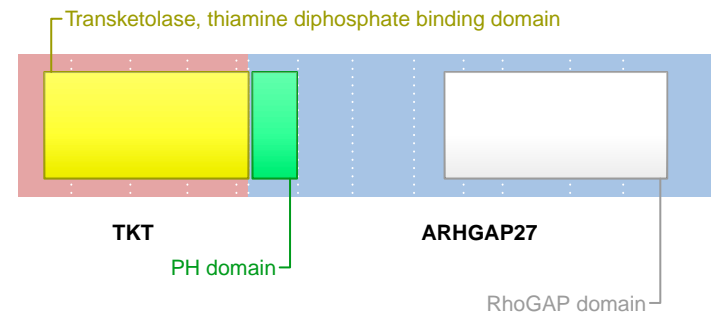 Transketolase, thiamine diphosphate binding domain
TKT
ARHGAP27
PH domain
RhoGAP domain